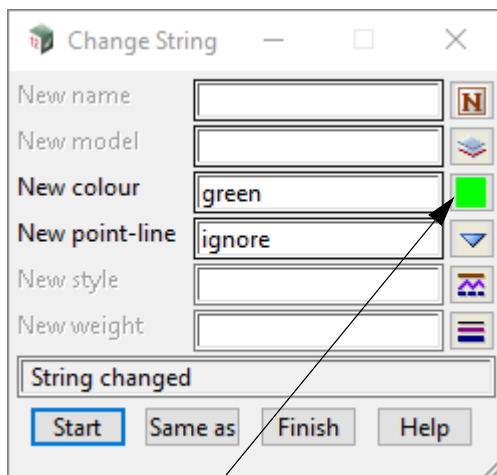 Change String
New name
N
New model
New colour green
New point-line ignore
New style
New weight
String changed
Start Same as Finish Help